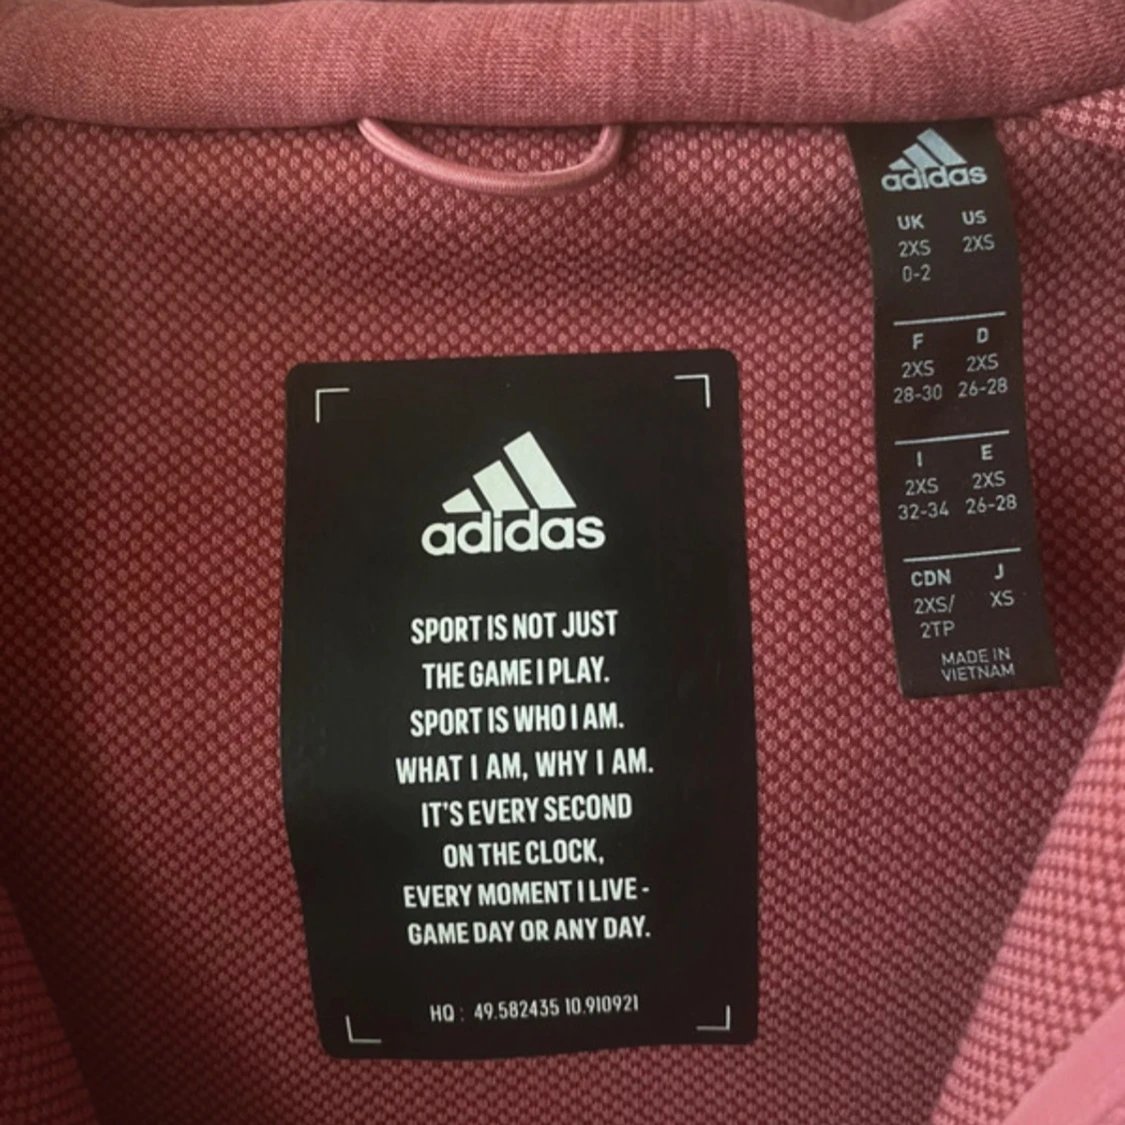 adidas
SPORT IS NOT JUST
THE GAME I PLAY.
SPORT IS WHO I AM.
WHAT I AM, WHY I AM.
IT'S EVERY SECOND
ON THE CLOCK,
EVERY MOMENT I LIVE -
GAME DAY OR ANY DAY.
HQ : 49.582435 10.910921
adidas
UK US
2XS 2XS
0-2
F D
2XS 2XS
28-30 26-28
I E
2XS 2XS
32-34 26-28
CDN J
2XS/ XS
2TP
MADE IN
VIETNAM